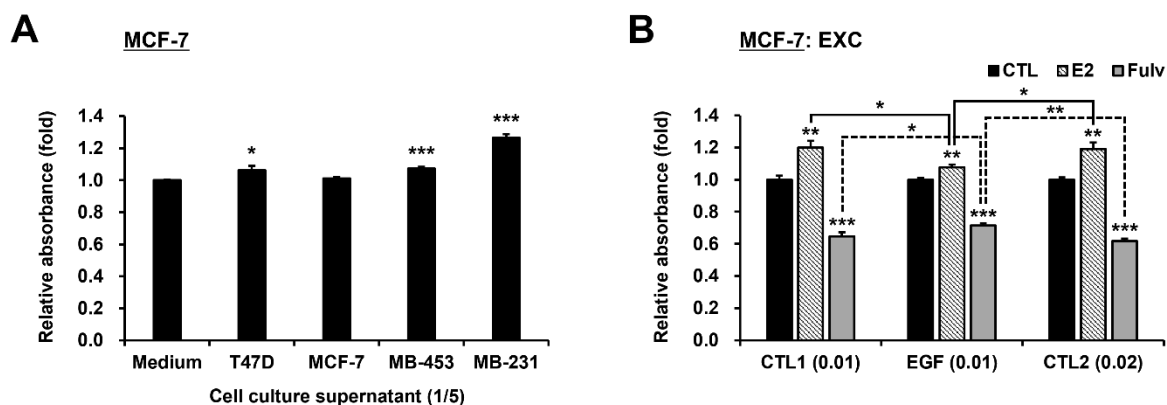 A
MCF-7
Relative absorbance (fold)
1.4
1.2
1.0
0.8
0.6
0.4
0.2
0.0
*
***
***
Medium T47D MCF-7 MB-453 MB-231
Cell culture supernatant (1/5)
B
MCF-7: EXC
CTL E2 Fulv
Relative absorbance (fold)
1.4
1.2
1.0
0.8
0.6
0.4
0.2
0.0
*
*
*
**
**
**
**
***
***
***
CTL1 (0.01) EGF (0.01) CTL2 (0.02)